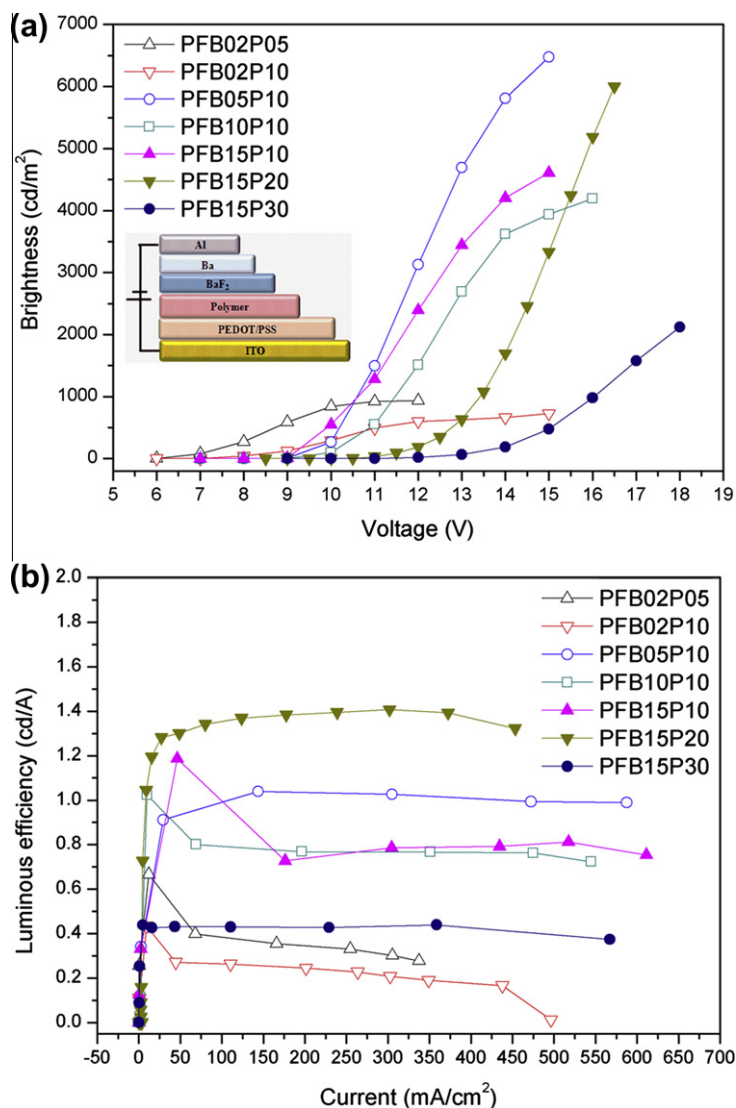 (a)
7000
6000
5000
4000
3000
2000
1000
0
Brightness (cd/m²)
PFB02P05
PFB02P10
PFB05P10
PFB10P10
PFB15P10
PFB15P20
PFB15P30
Al
Ba
BaF₂
Polymer
PEDOT/PSS
ITO
5 6 7 8 9 10 11 12 13 14 15 16 17 18 19
Voltage (V)
(b)
2.0
1.8
1.6
1.4
1.2
1.0
0.8
0.6
0.4
0.2
0.0
Luminous efficiency (cd/A)
PFB02P05
PFB02P10
PFB05P10
PFB10P10
PFB15P10
PFB15P20
PFB15P30
-50 0 50 100 150 200 250 300 350 400 450 500 550 600 650 700
Current (mA/cm²)